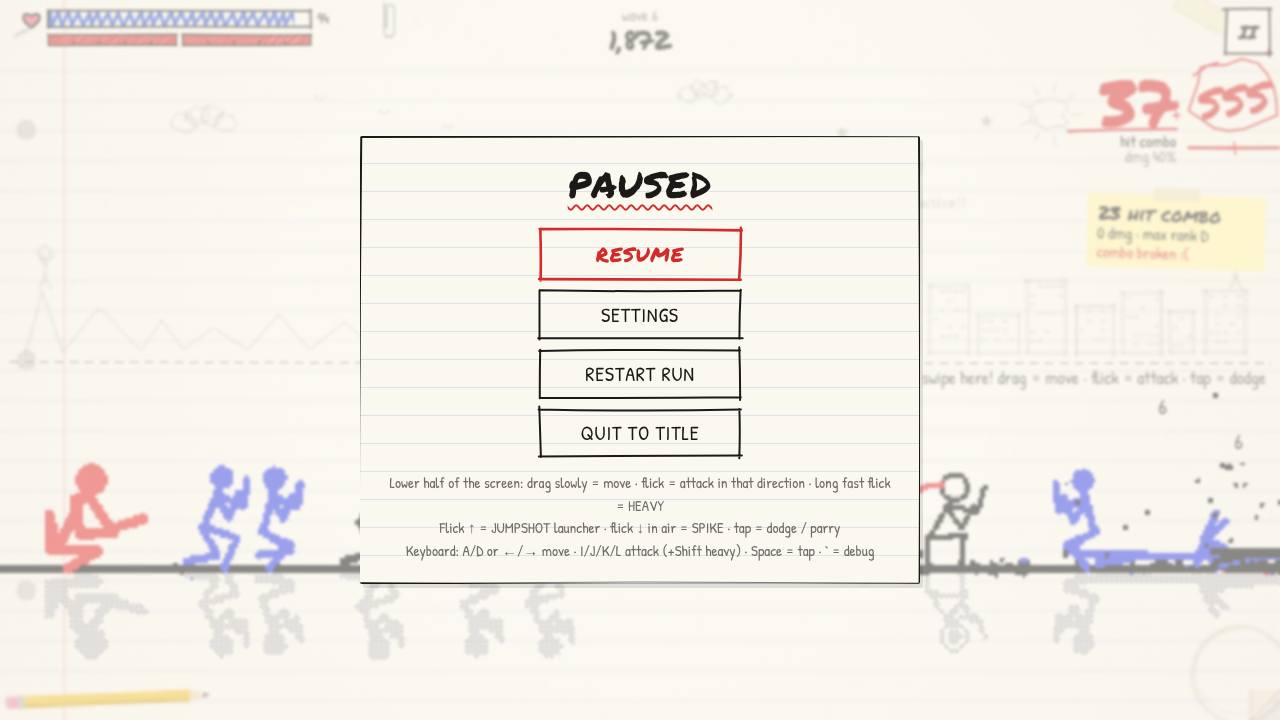 94
wave 6
1,872
II
37
SSS
hit combo
dmg 40%
23 HIT COMBO
0 dmg · max rank D
combo broken :(
PAUSED
RESUME
SETTINGS
RESTART RUN
QUIT TO TITLE
swipe here! drag = move · flick = attack · tap = dodge
6
6
Lower half of the screen: drag slowly = move · flick = attack in that direction · long fast flick
= HEAVY
Flick ↑ = JUMPSHOT launcher · flick ↓ in air = SPIKE · tap = dodge / parry
Keyboard: A/D or ←/→ move · I/J/K/L attack (+Shift heavy) · Space = tap · ` = debug